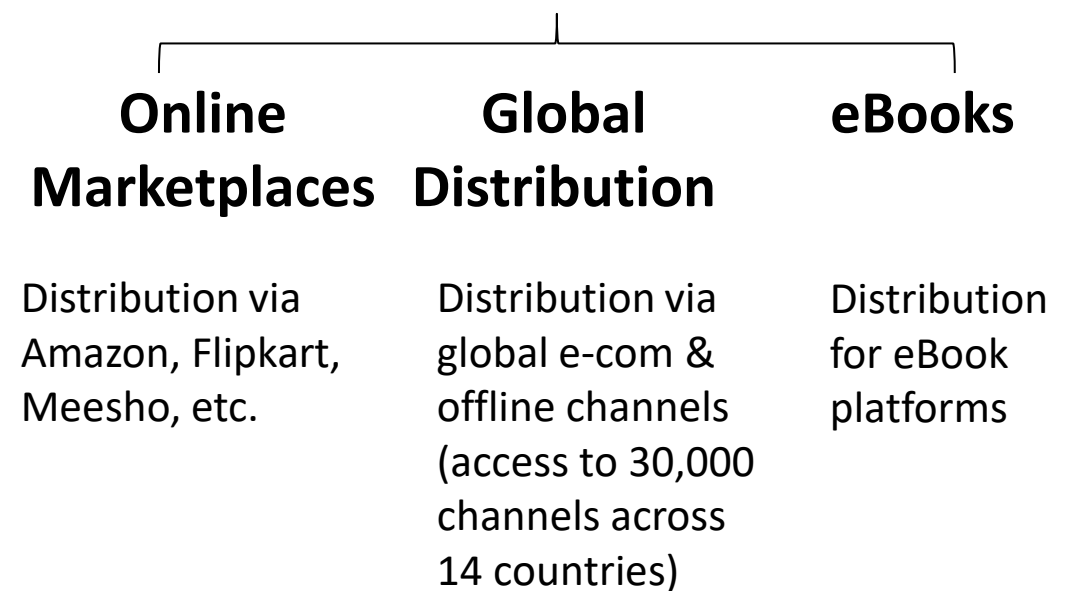 Online
Marketplaces
Distribution via
Amazon, Flipkart,
Meesho, etc.
Global
Distribution
Distribution via
global e-com &
offline channels
(access to 30,000
channels across
14 countries)
eBooks
Distribution
for eBook
platforms